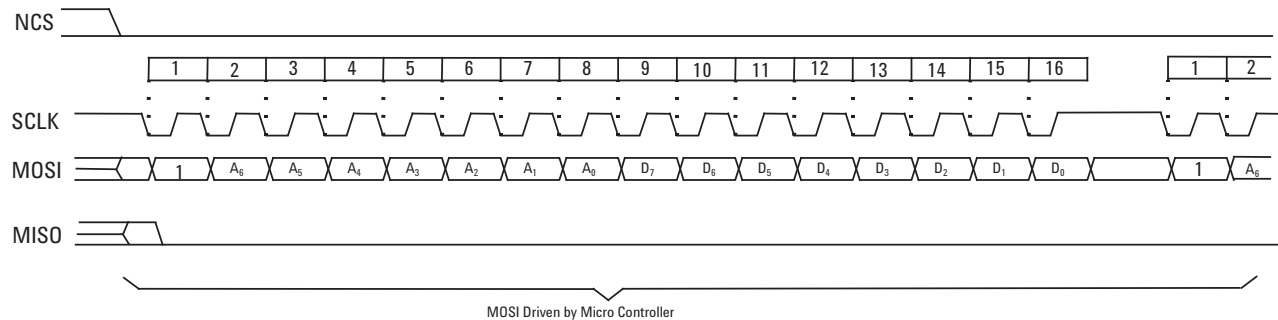 NCS
1 2 3 4 5 6 7 8 9 10 11 12 13 14 15 16 1 2
SCLK
MOSI 1 A₆ A₅ A₄ A₃ A₂ A₁ A₀ D₇ D₆ D₅ D₄ D₃ D₂ D₁ D₀ 1 A₆
MISO
MOSI Driven by Micro Controller